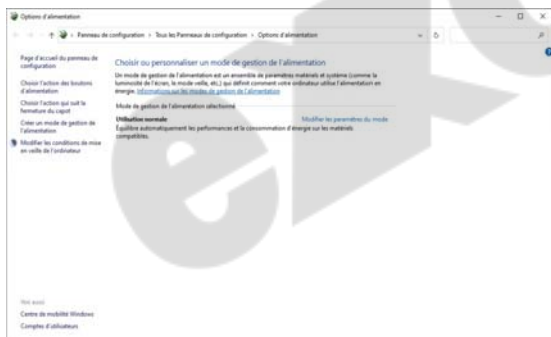 Options d'alimentation
Panneau de configuration > Tous les Panneaux de configuration > Options d'alimentation
Page d'accueil du panneau de
configuration
Choisir l'action des boutons
d'alimentation
Choisir l'action qui suit la
fermeture du capot
Créer un mode de gestion de
l'alimentation
Modifier les conditions de mise
en veille de l'ordinateur
Choisir ou personnaliser un mode de gestion de l'alimentation
Un mode de gestion de l'alimentation est un ensemble de paramètres matériels et système (comme la
luminosité de l'écran, le mode veille, etc.) qui définit comment votre ordinateur utilise l'alimentation en
énergie. Informations sur les modes de gestion de l'alimentation
Mode de gestion de l'alimentation sélectionné
Utilisation normale
Modifier les paramètres du mode
Équilibre automatiquement les performances et la consommation d'énergie sur les matériels
compatibles.
Voir aussi
Centre de mobilité Windows
Comptes d'utilisateurs